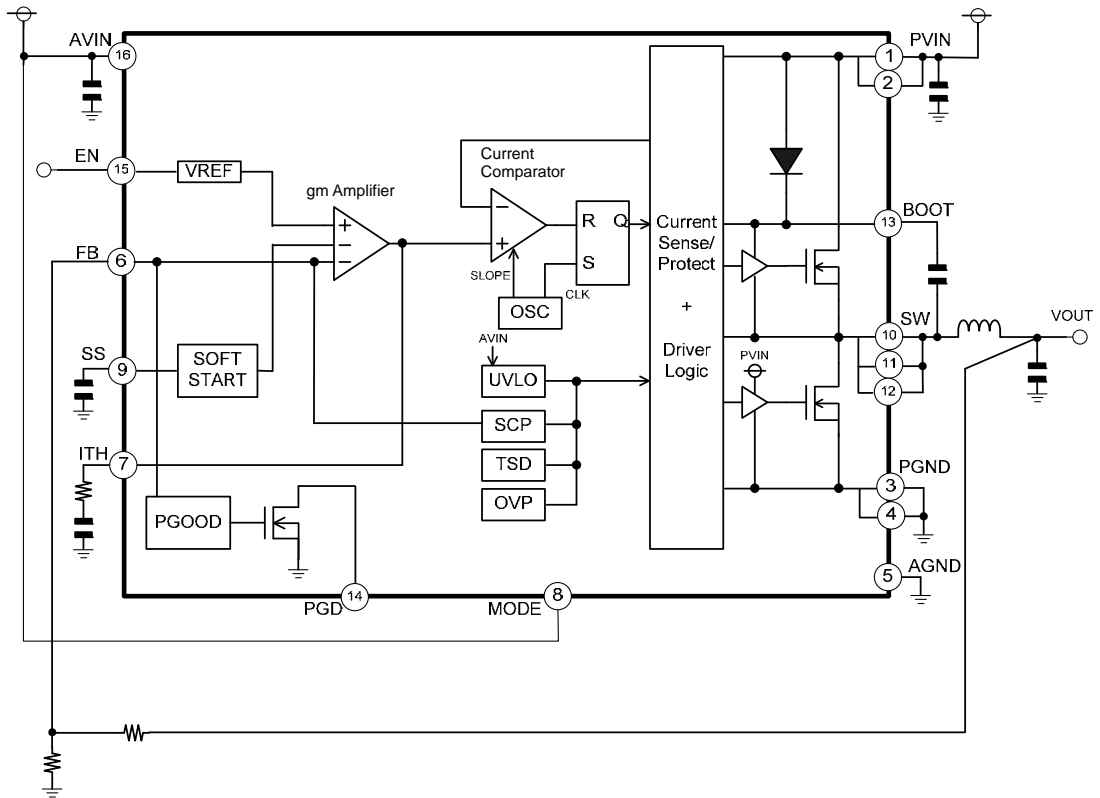 AVIN
16
PVIN
1
2
EN
15
VREF
gm Amplifier
+
−
−
Current
Comparator
−
+
SLOPE
R
Q
S
CLK
OSC
Current
Sense/
Protect
+
Driver
Logic
13
BOOT
FB
6
SS
9
SOFT
START
AVIN
UVLO
SCP
TSD
OVP
PVIN
SW
10
11
12
VOUT
ITH
7
PGOOD
PGND
3
4
5
AGND
PGD
14
MODE
8